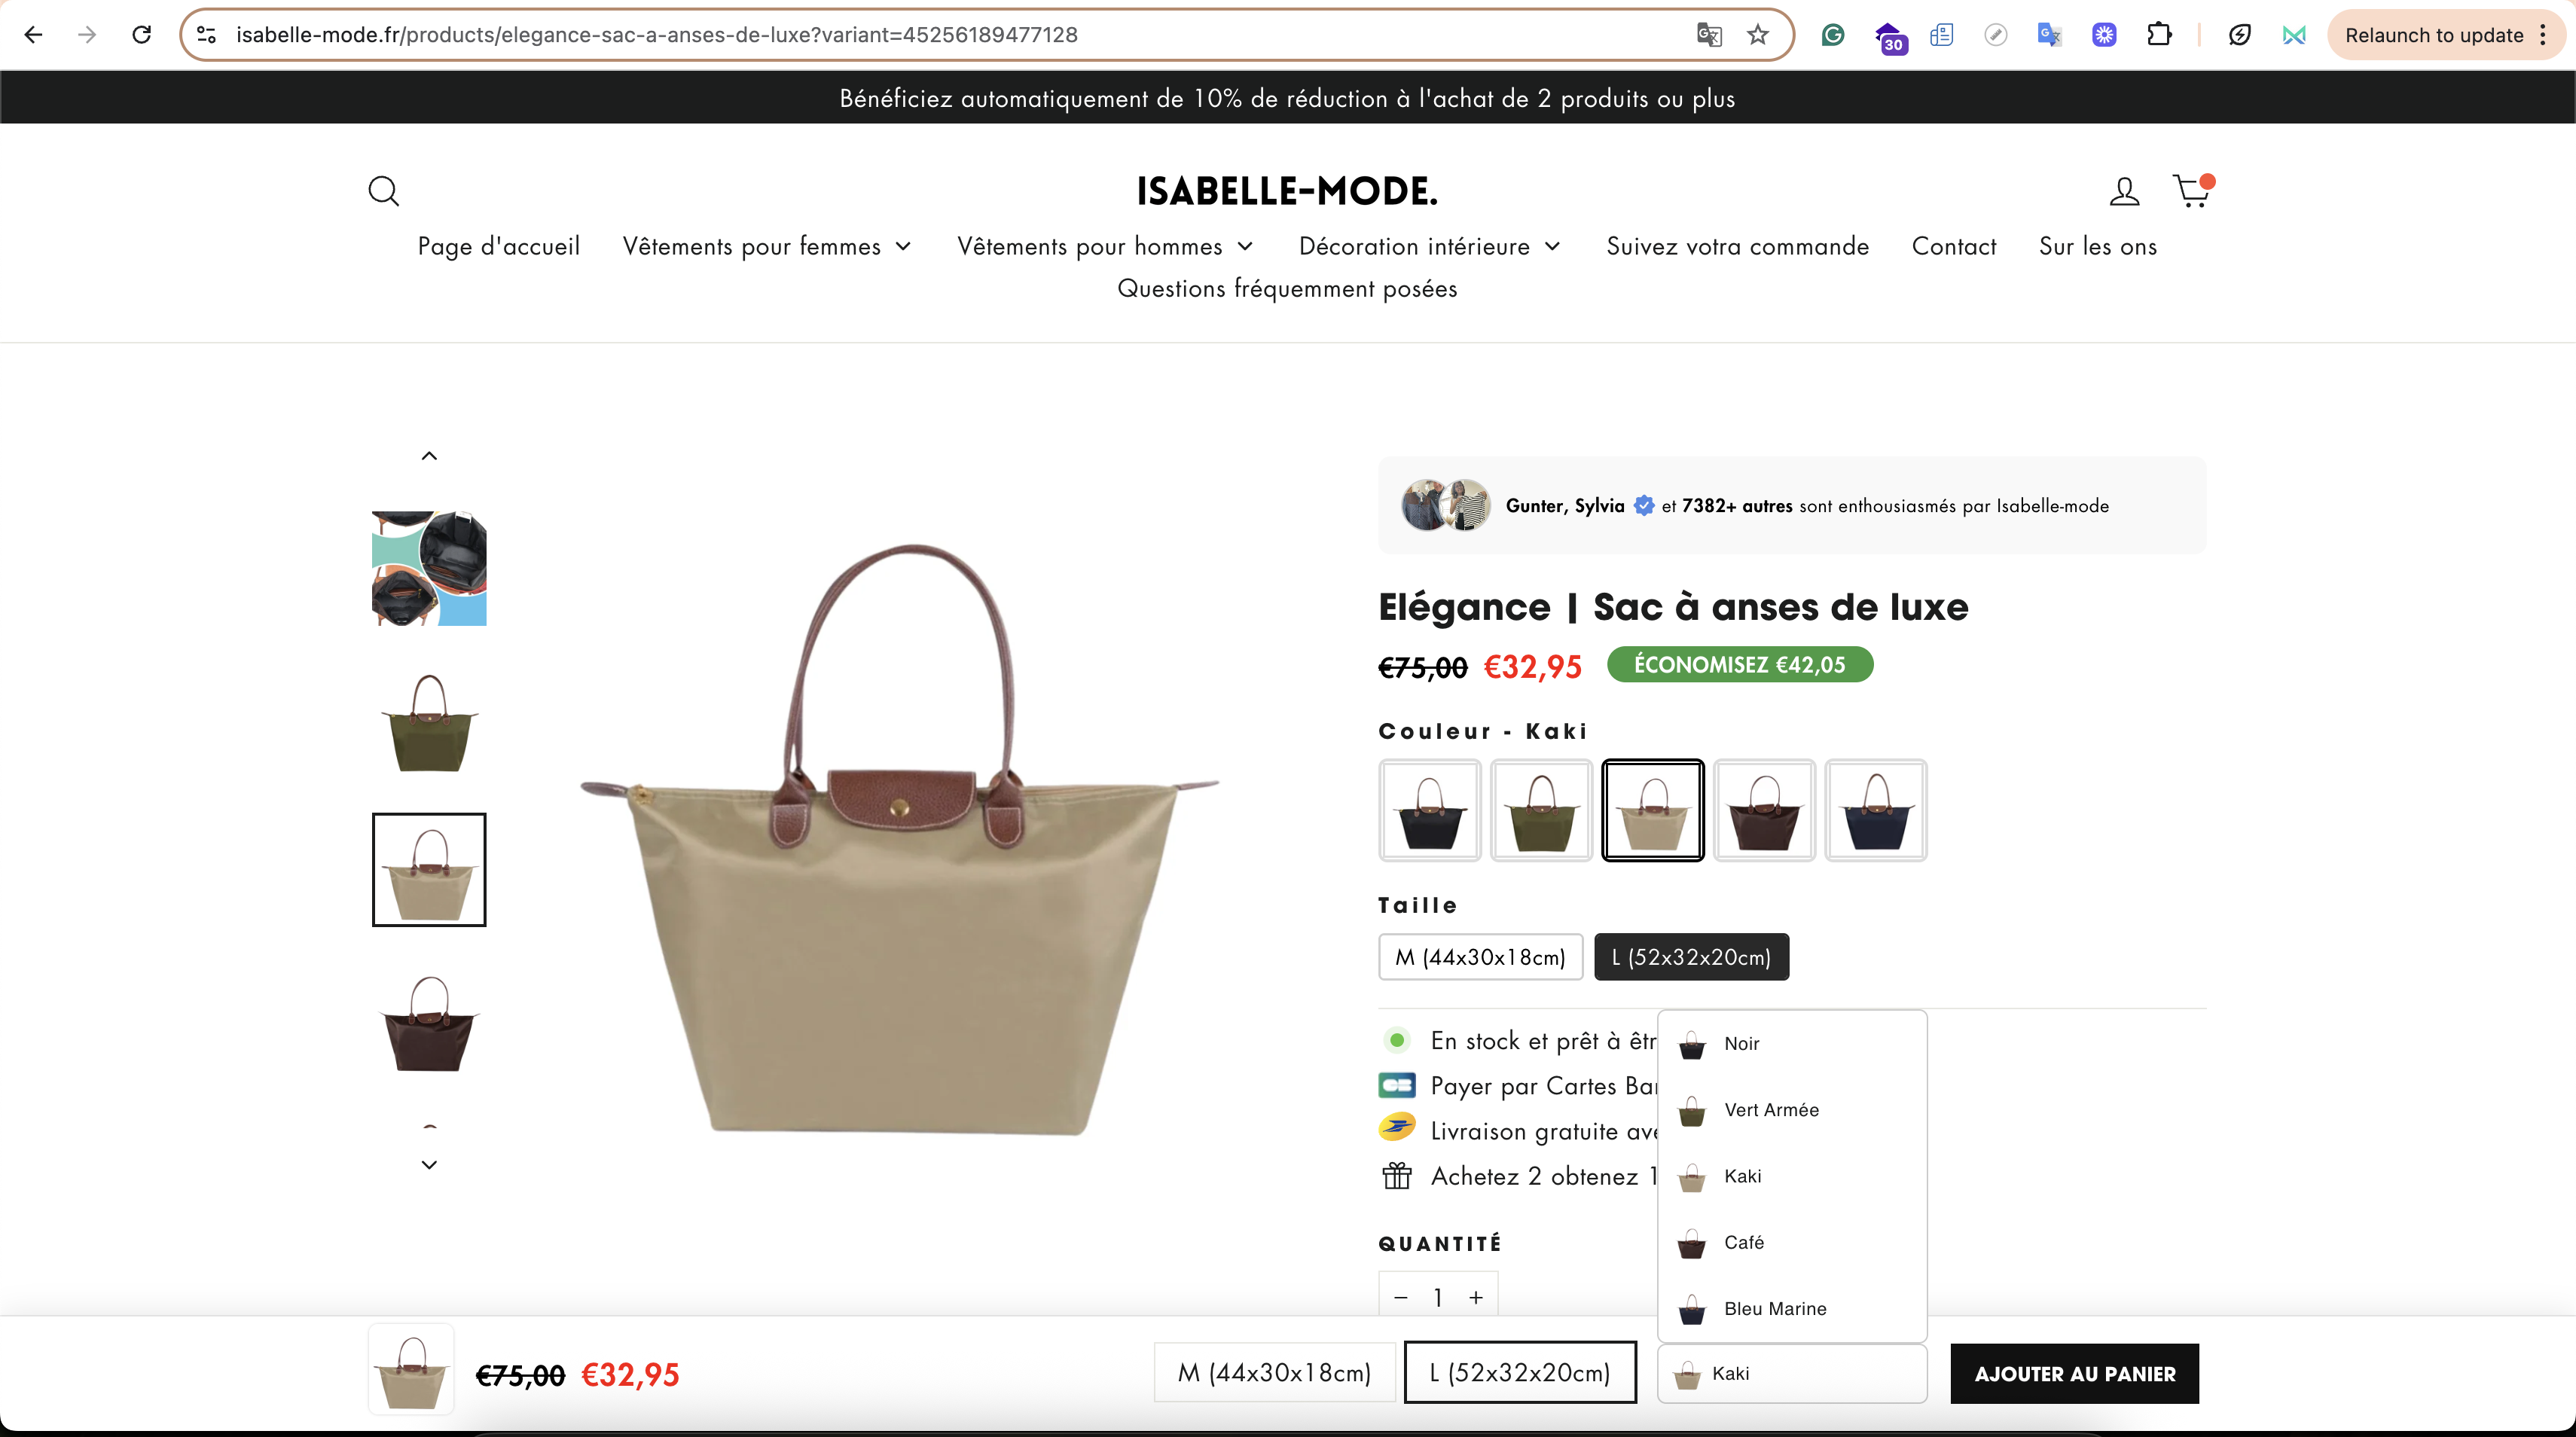 isabelle-mode.fr/products/elegance-sac-a-anses-de-luxe?variant=45256189477128
30
Relaunch to update
Bénéficiez automatiquement de 10% de réduction à l'achat de 2 produits ou plus
ISABELLE-MODE.
Page d'accueil
Vêtements pour femmes
Vêtements pour hommes
Décoration intérieure
Suivez votra commande
Contact
Sur les ons
Questions fréquemment posées
Gunter, Sylvia et 7382+ autres sont enthousiasmés par Isabelle-mode
Elégance | Sac à anses de luxe
€75,00 €32,95 ÉCONOMISEZ €42,05
Couleur - Kaki
Taille
M (44x30x18cm) L (52x32x20cm)
En stock et prêt à êtr
Payer par Cartes Ba
Livraison gratuite av
Achetez 2 obtenez 1
QUANTITÉ
− 1 +
Noir
Vert Armée
Kaki
Café
Bleu Marine
€75,00 €32,95
M (44x30x18cm)
L (52x32x20cm)
Kaki
AJOUTER AU PANIER